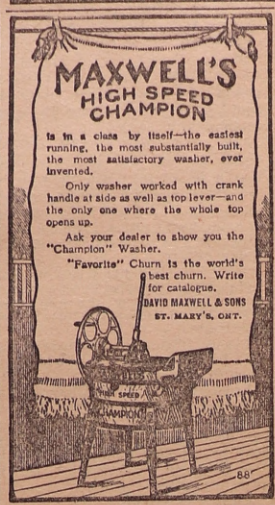 MAXWELL'S
HIGH SPEED
CHAMPION
is in a class by itself—the easiest
running, the most substantially built,
the most satisfactory washer, ever
invented.
Only washer worked with crank
handle at side as well as top lever—and
the only one where the whole top
opens up.
Ask your dealer to show you the
"Champion" Washer.
"Favorite" Churn is the world's
best churn. Write
for catalogue.
DAVID MAXWELL & SONS
ST. MARY'S, ONT.
HIGH SPEED
CHAMPION
88